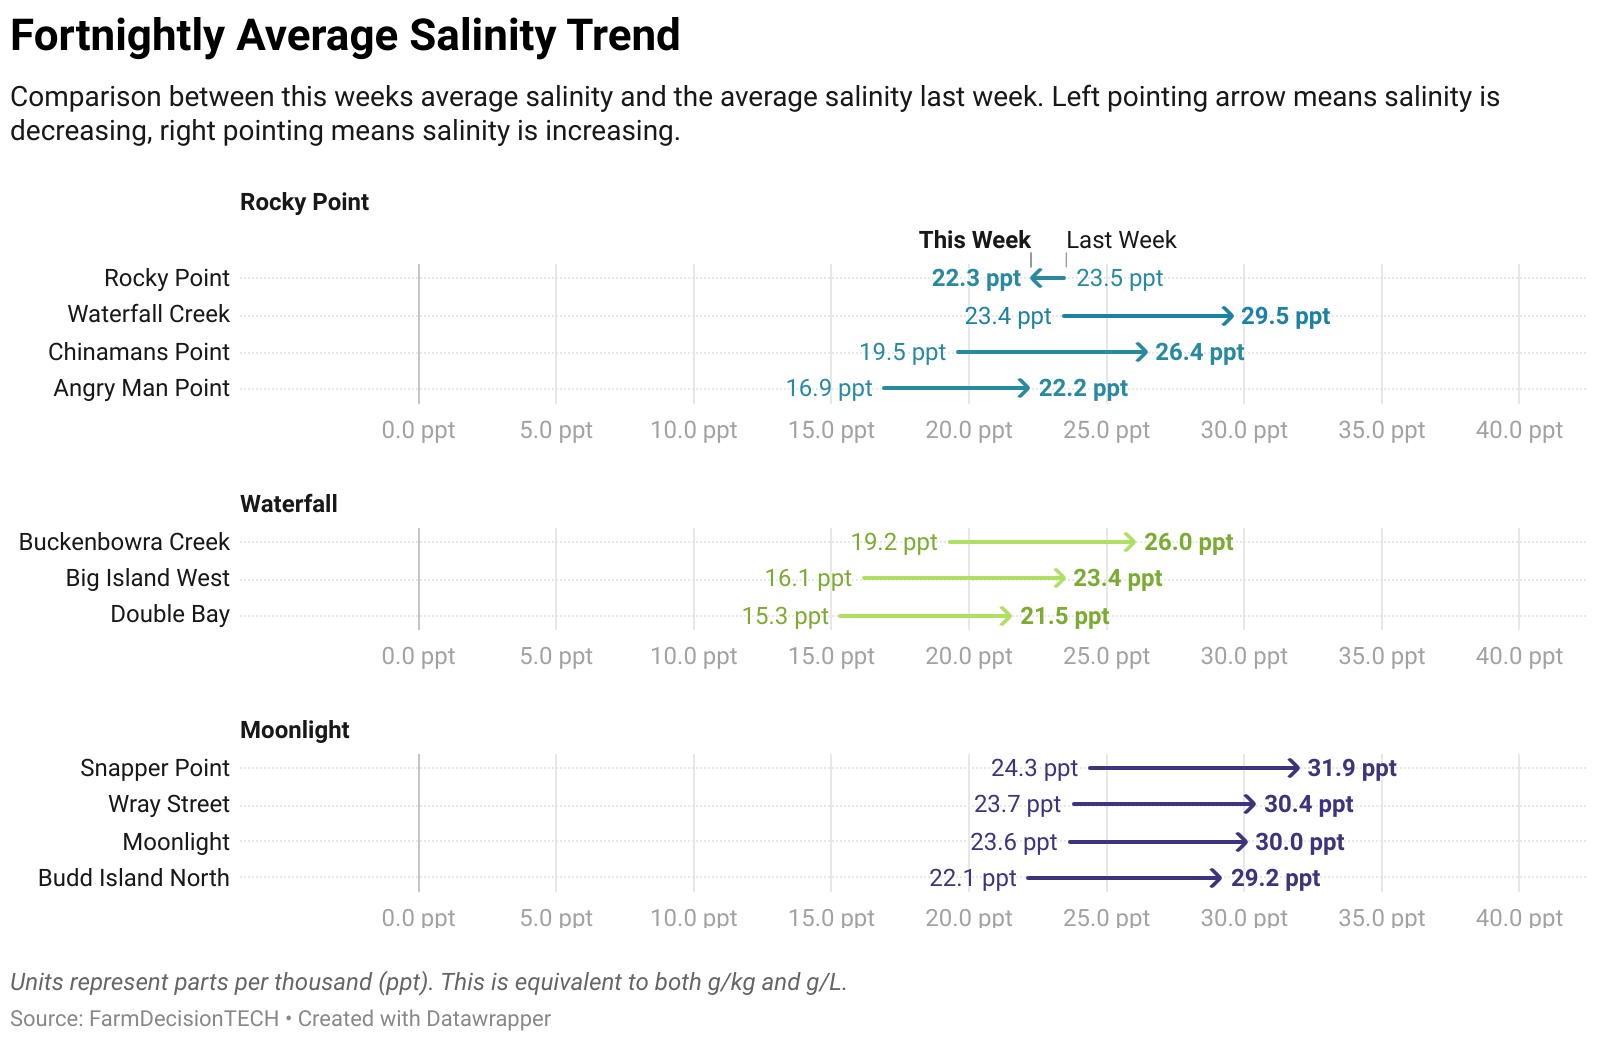 Fortnightly Average Salinity Trend
Comparison between this weeks average salinity and the average salinity last week. Left pointing arrow means salinity is
decreasing, right pointing means salinity is increasing.
Rocky Point
This Week Last Week
Rocky Point 22.3 ppt 23.5 ppt
Waterfall Creek 23.4 ppt 29.5 ppt
Chinamans Point 19.5 ppt 26.4 ppt
Angry Man Point 16.9 ppt 22.2 ppt
0.0 ppt 5.0 ppt 10.0 ppt 15.0 ppt 20.0 ppt 25.0 ppt 30.0 ppt 35.0 ppt 40.0 ppt
Waterfall
Buckenbowra Creek 19.2 ppt 26.0 ppt
Big Island West 16.1 ppt 23.4 ppt
Double Bay 15.3 ppt 21.5 ppt
0.0 ppt 5.0 ppt 10.0 ppt 15.0 ppt 20.0 ppt 25.0 ppt 30.0 ppt 35.0 ppt 40.0 ppt
Moonlight
Snapper Point 24.3 ppt 31.9 ppt
Wray Street 23.7 ppt 30.4 ppt
Moonlight 23.6 ppt 30.0 ppt
Budd Island North 22.1 ppt 29.2 ppt
0.0 ppt 5.0 ppt 10.0 ppt 15.0 ppt 20.0 ppt 25.0 ppt 30.0 ppt 35.0 ppt 40.0 ppt
Units represent parts per thousand (ppt). This is equivalent to both g/kg and g/L.
Source: FarmDecisionTECH • Created with Datawrapper